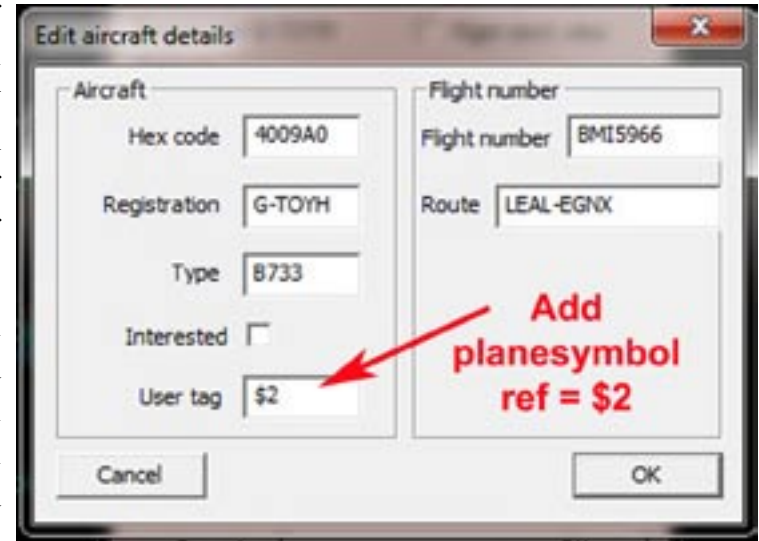 Edit aircraft details
Aircraft
Hex code 4009A0
Registration G-TOYH
Type B733
Interested
User tag $2
Flight number
Flight number BMI5966
Route LEAL-EGNX
Add
planesymbol
ref = $2
Cancel
OK